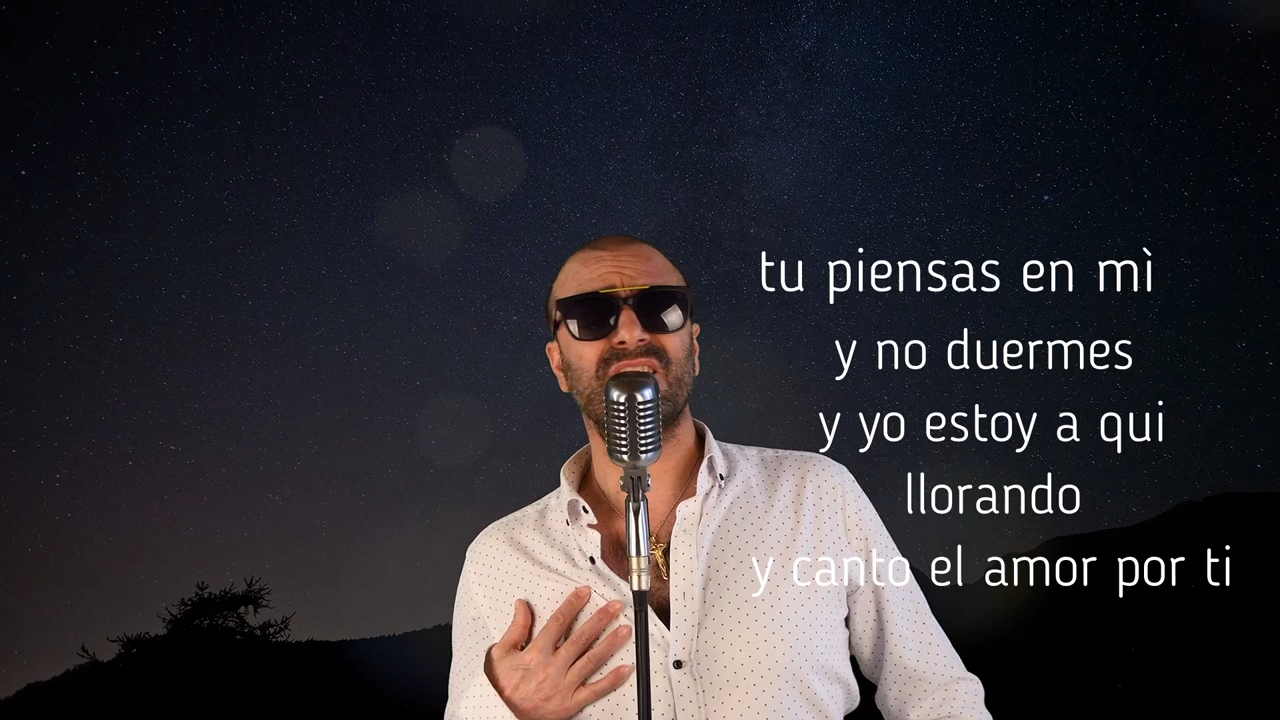 tu piensas en mì
y no duermes
y yo estoy a qui
llorando
y canto el amor por ti